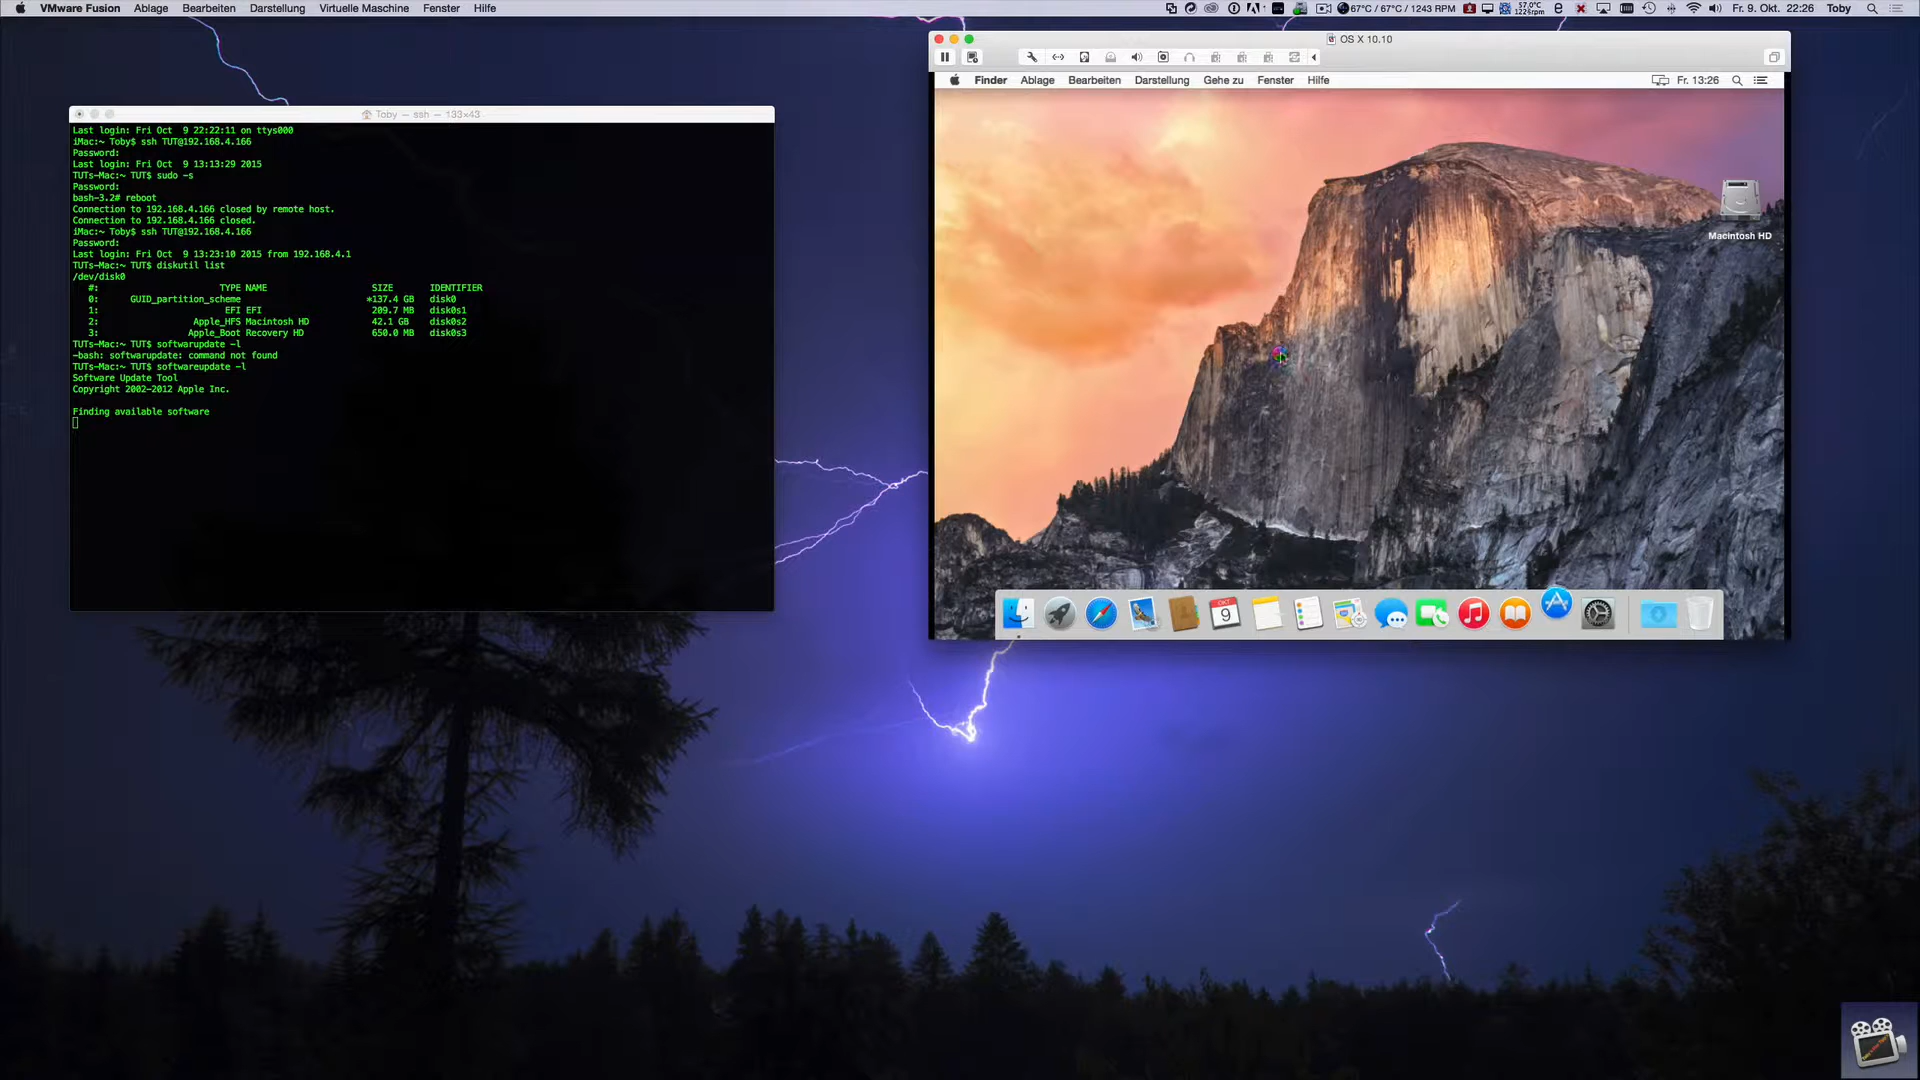 VMware Fusion Ablage Bearbeiten Darstellung Virtuelle Maschine Fenster Hilfe
67°C / 67°C / 1243 RPM
57.0°C
1226rpm
Fr. 9. Okt. 22:26 Toby
OS X 10.10
Finder Ablage Bearbeiten Darstellung Gehe zu Fenster Hilfe
Fr. 13:26
Macintosh HD
OKT
9
Toby — ssh — 133×43
Last login: Fri Oct  9 22:22:11 on ttys000
iMac:~ Toby$ ssh TUT@192.168.4.166
Password:
Last login: Fri Oct  9 13:13:29 2015
TUTs-Mac:~ TUT$ sudo -s
Password:
bash-3.2# reboot
Connection to 192.168.4.166 closed by remote host.
Connection to 192.168.4.166 closed.
iMac:~ Toby$ ssh TUT@192.168.4.166
Password:
Last login: Fri Oct  9 13:23:10 2015 from 192.168.4.1
TUTs-Mac:~ TUT$ diskutil list
/dev/disk0
#: TYPE NAME SIZE IDENTIFIER
0: GUID_partition_scheme *137.4 GB disk0
1: EFI EFI 209.7 MB disk0s1
2: Apple_HFS Macintosh HD 42.1 GB disk0s2
3: Apple_Boot Recovery HD 650.0 MB disk0s3
TUTs-Mac:~ TUT$ softwarupdate -l
-bash: softwarupdate: command not found
TUTs-Mac:~ TUT$ softwareupdate -l
Software Update Tool
Copyright 2002-2012 Apple Inc.
Finding available software